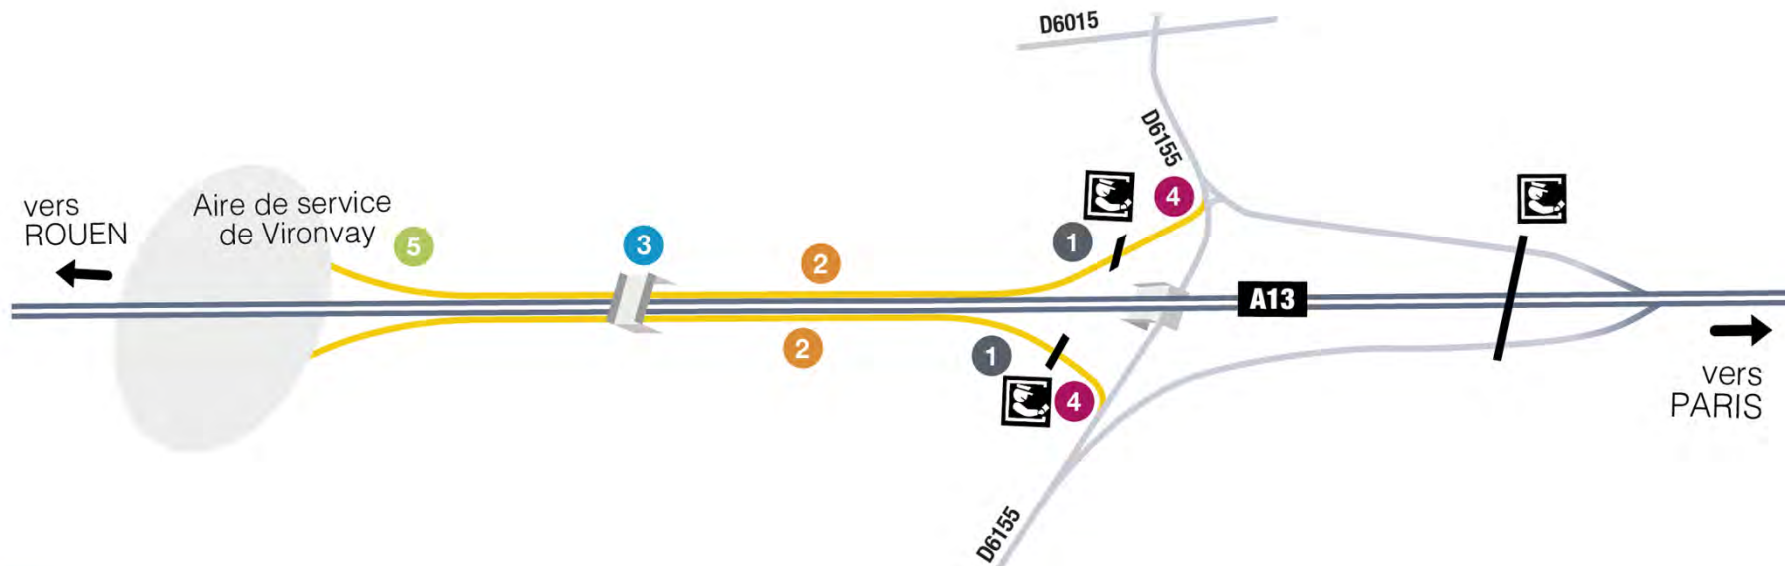 D6015
D6155
4
vers
ROUEN
Aire de service
de Vironvay
5
3
2
1
A13
2
1
4
vers
PARIS
D6155